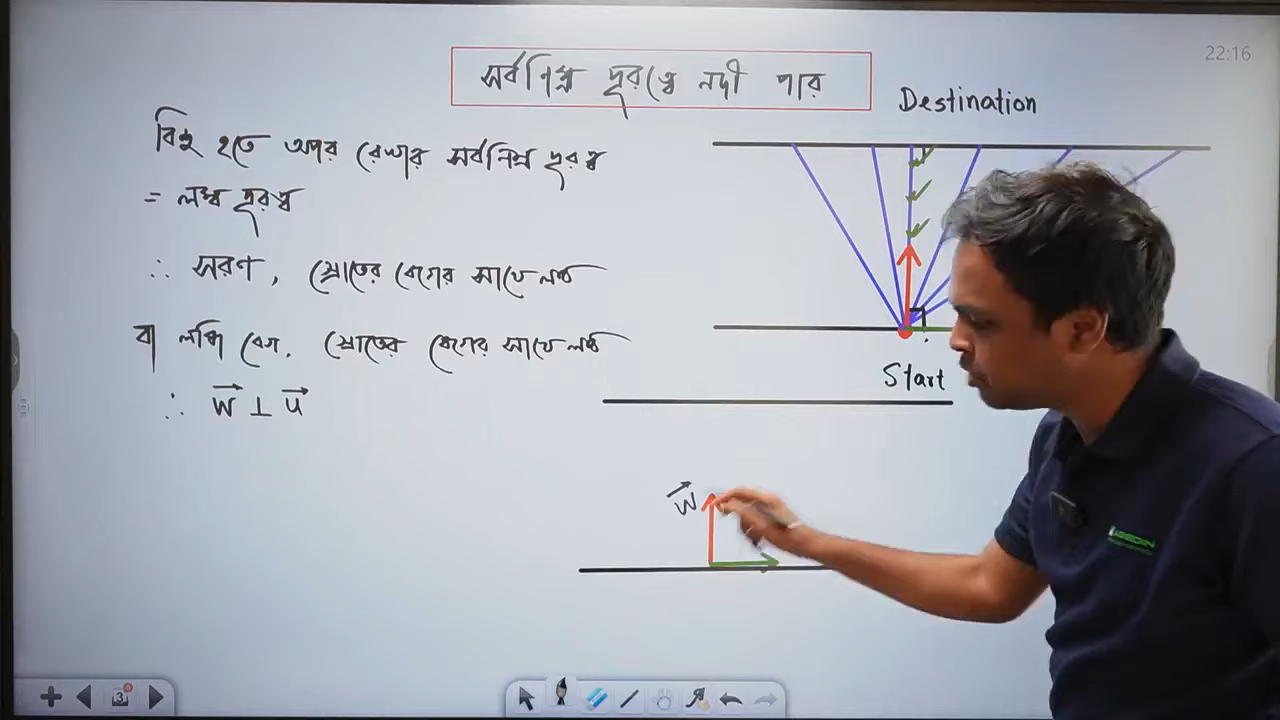 22:16
সর্বনিম্ন দূরত্বে নদী পার
Destination
বিন্দু হতে অপর রেখার সর্বনিম্ন দূরত্ব
= লম্ব দূরত্ব
∴ সরণ, স্রোতের বেগের সাথে লম্ব
বা লব্ধি বেগ, স্রোতের বেগের সাথে লম্ব
∴ w⃗ ⊥ u⃗
Start
w⃗
3